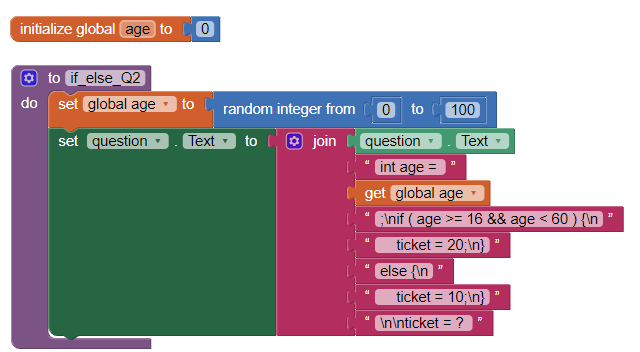 initialize global age to 0
to if_else_Q2
do set global age to random integer from 0 to 100
set question . Text to join question . Text
“ int age = ”
get global age
“ ;\nif ( age >= 16 && age < 60 ) {\n ”
“ ticket = 20;\n} ”
“ else {\n ”
“ ticket = 10;\n} ”
“ \n\nticket = ? ”